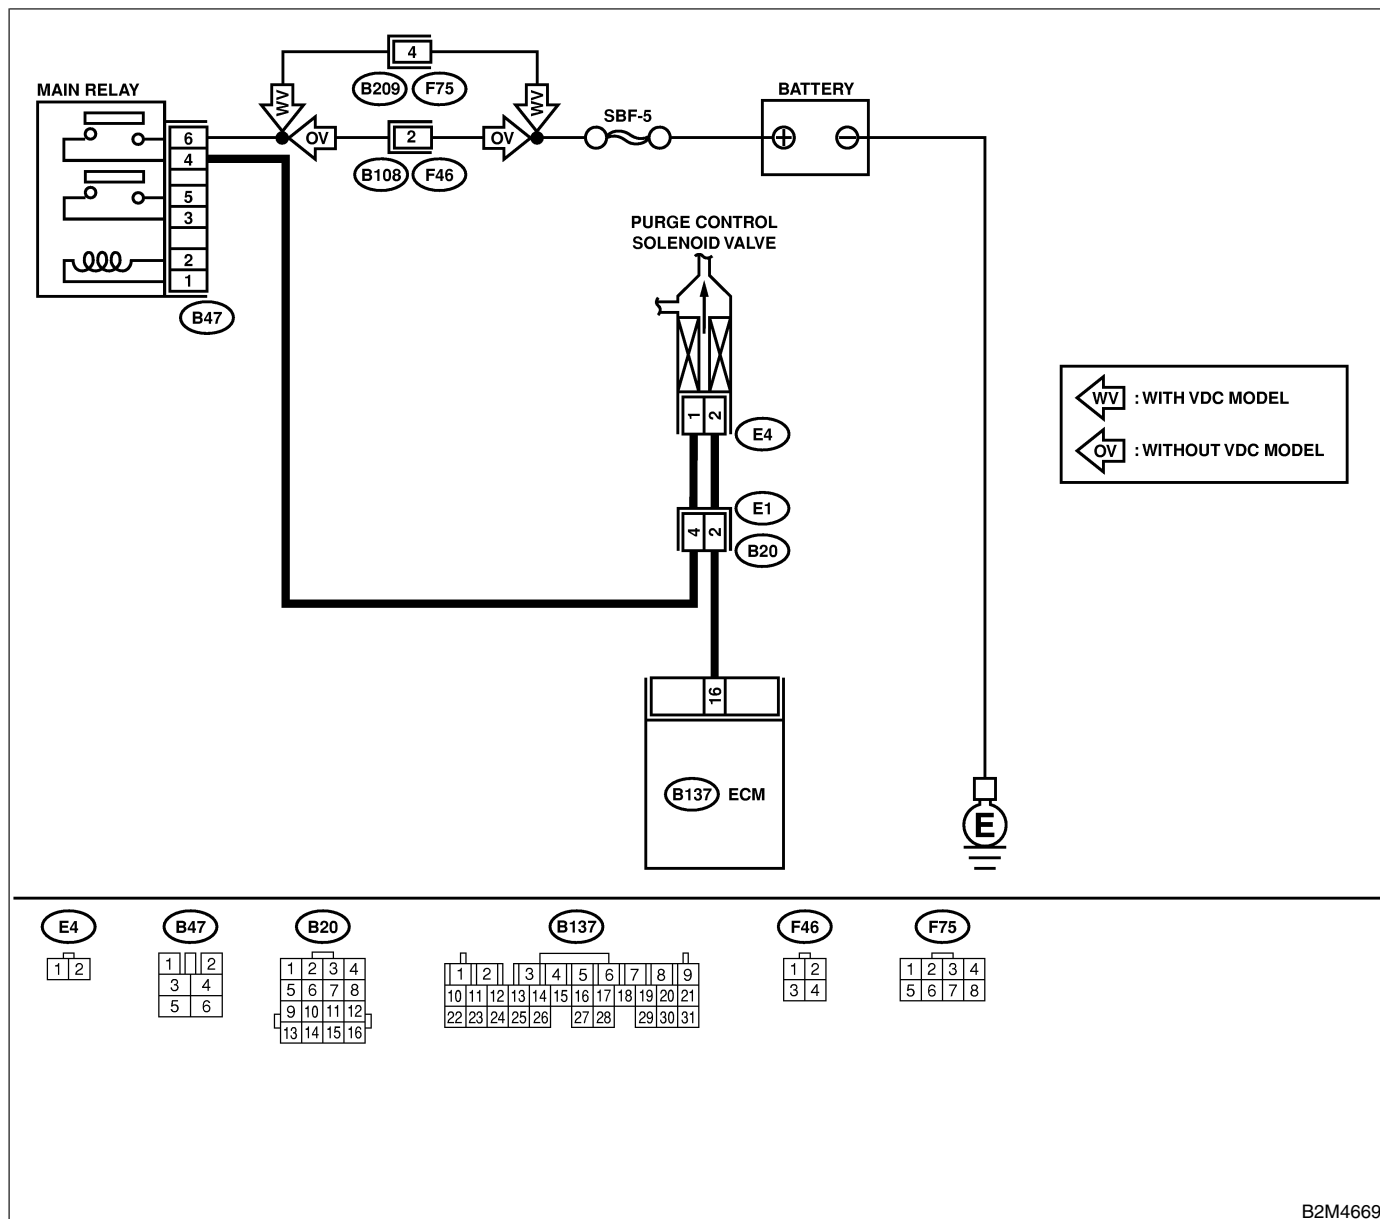 4
B209 F75
MAIN RELAY
WV
WV
BATTERY
SBF-5
6
OV
2
OV
4
B108 F46
5
3
2
1
B47
PURGE CONTROL
SOLENOID VALVE
1 2
E4
E1
4 2
B20
WV : WITH VDC MODEL
OV : WITHOUT VDC MODEL
16
B137 ECM
E
E4
1 2
B47
1 2
3 4
5 6
B20
1 2 3 4
5 6 7 8
9 10 11 12
13 14 15 16
B137
1 2 3 4 5 6 7 8 9
10 11 12 13 14 15 16 17 18 19 20 21
22 23 24 25 26 27 28 29 30 31
F46
1 2
3 4
F75
1 2 3 4
5 6 7 8
B2M4669